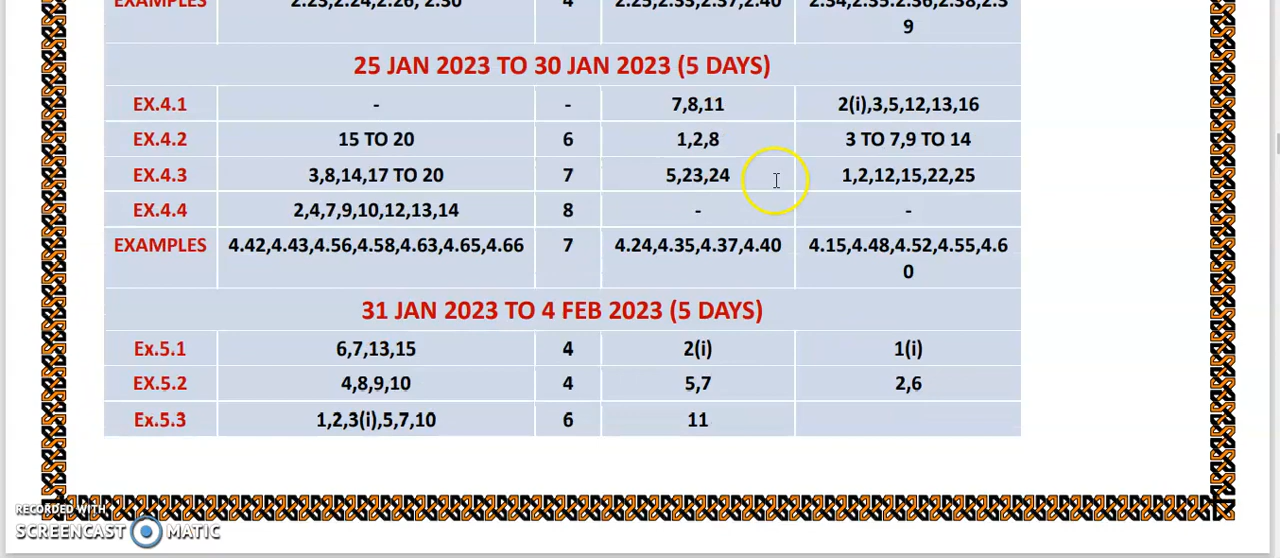 EXAMPLES 2.23,2.24,2.26, 2.30 4 2.25,2.33,2.37,2.40 2.34,2.35.2.36,2.38,2.3
9
25 JAN 2023 TO 30 JAN 2023 (5 DAYS)
EX.4.1 - - 7,8,11 2(i),3,5,12,13,16
EX.4.2 15 TO 20 6 1,2,8 3 TO 7,9 TO 14
EX.4.3 3,8,14,17 TO 20 7 5,23,24 1,2,12,15,22,25
EX.4.4 2,4,7,9,10,12,13,14 8 - -
EXAMPLES 4.42,4.43,4.56,4.58,4.63,4.65,4.66 7 4.24,4.35,4.37,4.40 4.15,4.48,4.52,4.55,4.6
0
31 JAN 2023 TO 4 FEB 2023 (5 DAYS)
Ex.5.1 6,7,13,15 4 2(i) 1(i)
EX.5.2 4,8,9,10 4 5,7 2,6
Ex.5.3 1,2,3(i),5,7,10 6 11
RECORDED WITH
SCREENCAST MATIC